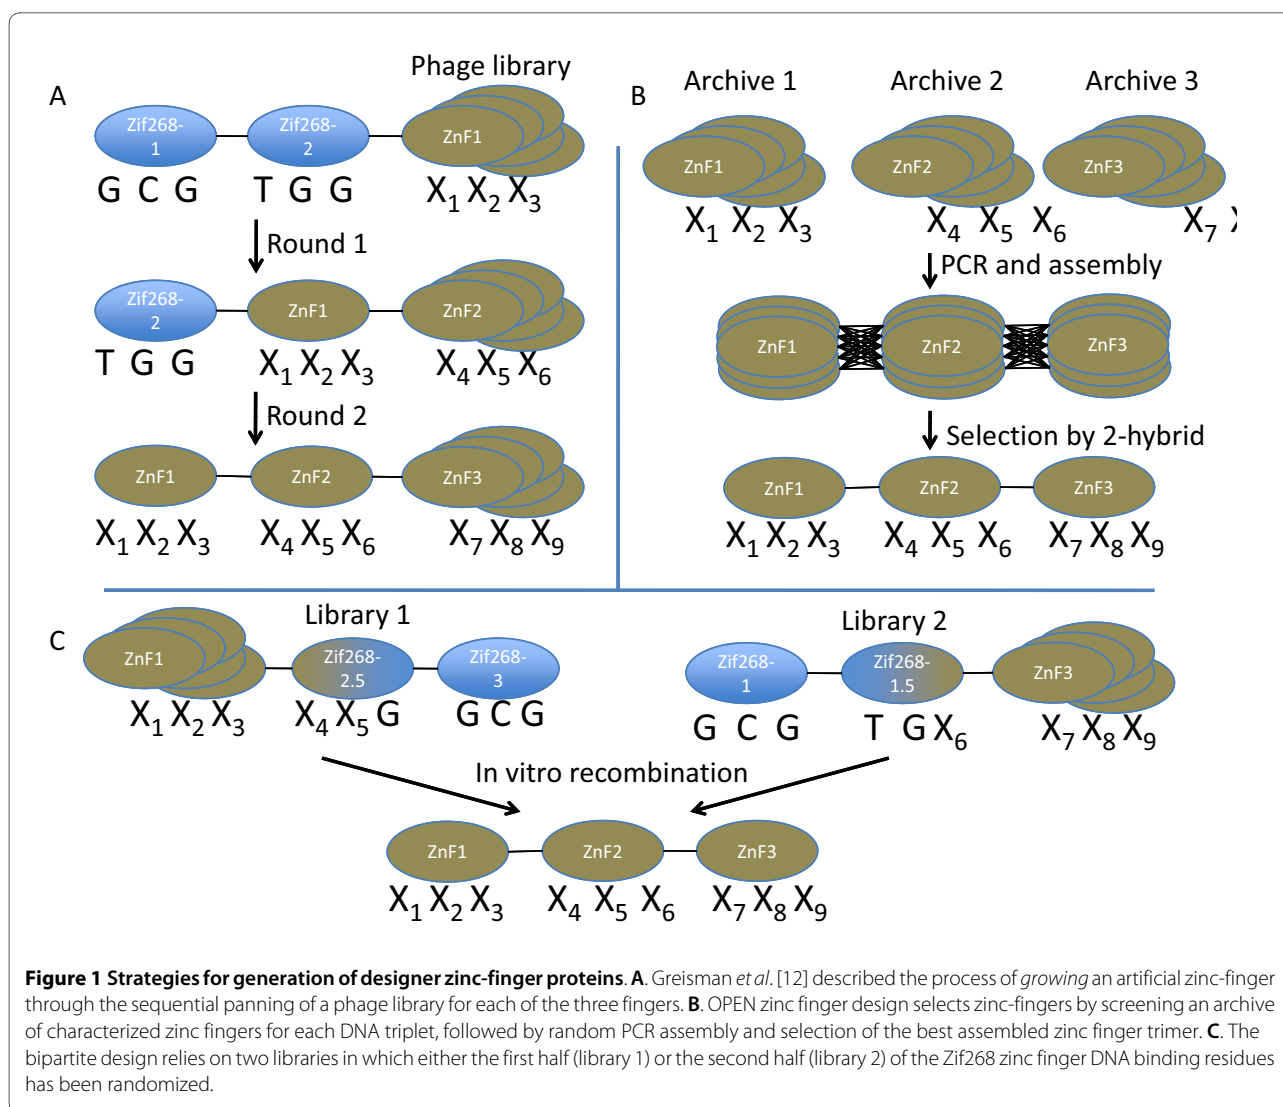 A
Phage library
Zif268-
1
Zif268-
2
ZnF1
G C G
T G G
X1 X2 X3
Round 1
Zif268-
2
ZnF1
ZnF2
T G G
X1 X2 X3
X4 X5 X6
Round 2
ZnF1
ZnF2
ZnF3
X1 X2 X3
X4 X5 X6
X7 X8 X9
B
Archive 1
Archive 2
Archive 3
ZnF1
ZnF2
ZnF3
X1 X2 X3
X4 X5 X6
X7
PCR and assembly
ZnF1
ZnF2
ZnF3
Selection by 2-hybrid
ZnF1
ZnF2
ZnF3
X1 X2 X3
X4 X5 X6
X7 X8 X9
C
Library 1
ZnF1
Zif268-
2.5
Zif268-
3
X1 X2 X3
X4 X5 G
G C G
Library 2
Zif268-
1
Zif268-
1.5
ZnF3
G C G
T G X6
X7 X8 X9
In vitro recombination
ZnF1
ZnF2
ZnF3
X1 X2 X3
X4 X5 X6
X7 X8 X9
Figure 1 Strategies for generation of designer zinc-finger proteins. A. Greisman et al. [12] described the process of growing an artificial zinc-finger
through the sequential panning of a phage library for each of the three fingers. B. OPEN zinc finger design selects zinc-fingers by screening an archive
of characterized zinc fingers for each DNA triplet, followed by random PCR assembly and selection of the best assembled zinc finger trimer. C. The
bipartite design relies on two libraries in which either the first half (library 1) or the second half (library 2) of the Zif268 zinc finger DNA binding residues
has been randomized.